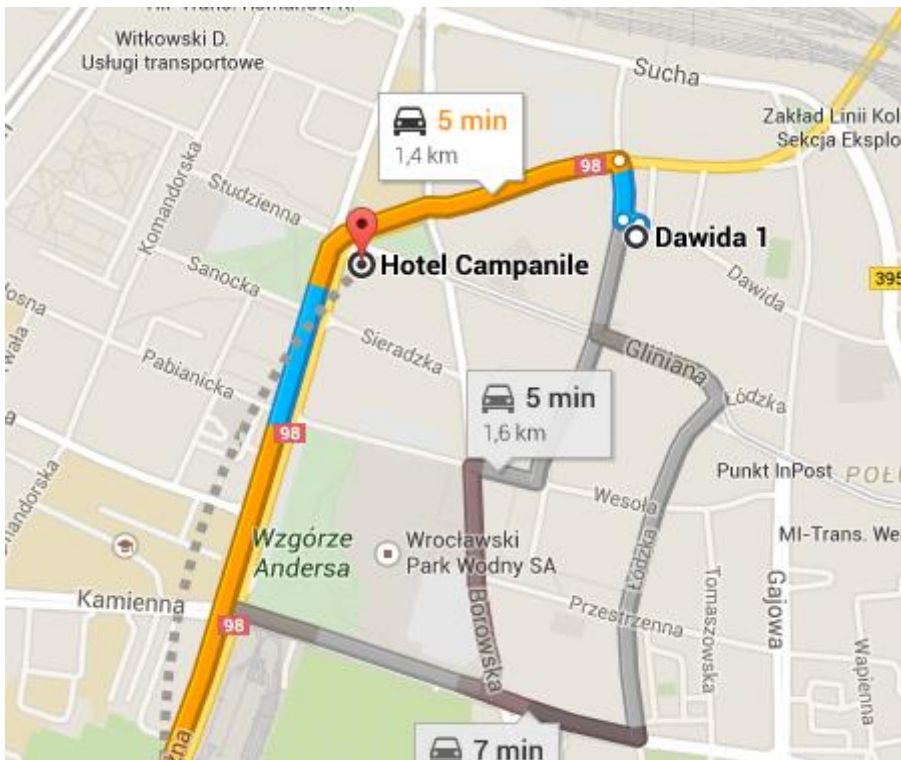 Witkowski D.
Usługi transportowe
Sucha
Zakład Linii Kol
Sekcja Eksplo
5 min
1,4 km
98
Komandorska
Studzienna
Dawida 1
Hotel Campanile
Sanocka
Dawida
395
Sieradzka
Gliniana
Pabianicka
Łódzka
5 min
1,6 km
98
Punkt InPost
POŁU
Wesoła
Wzgórze
Andersa
Wrocławski
Park Wodny SA
MI-Trans. We
Łódzka
Kamienna
Borowska
Przestrzenna
Tomaszowska
Gajowa
Wapienna
98
7 min